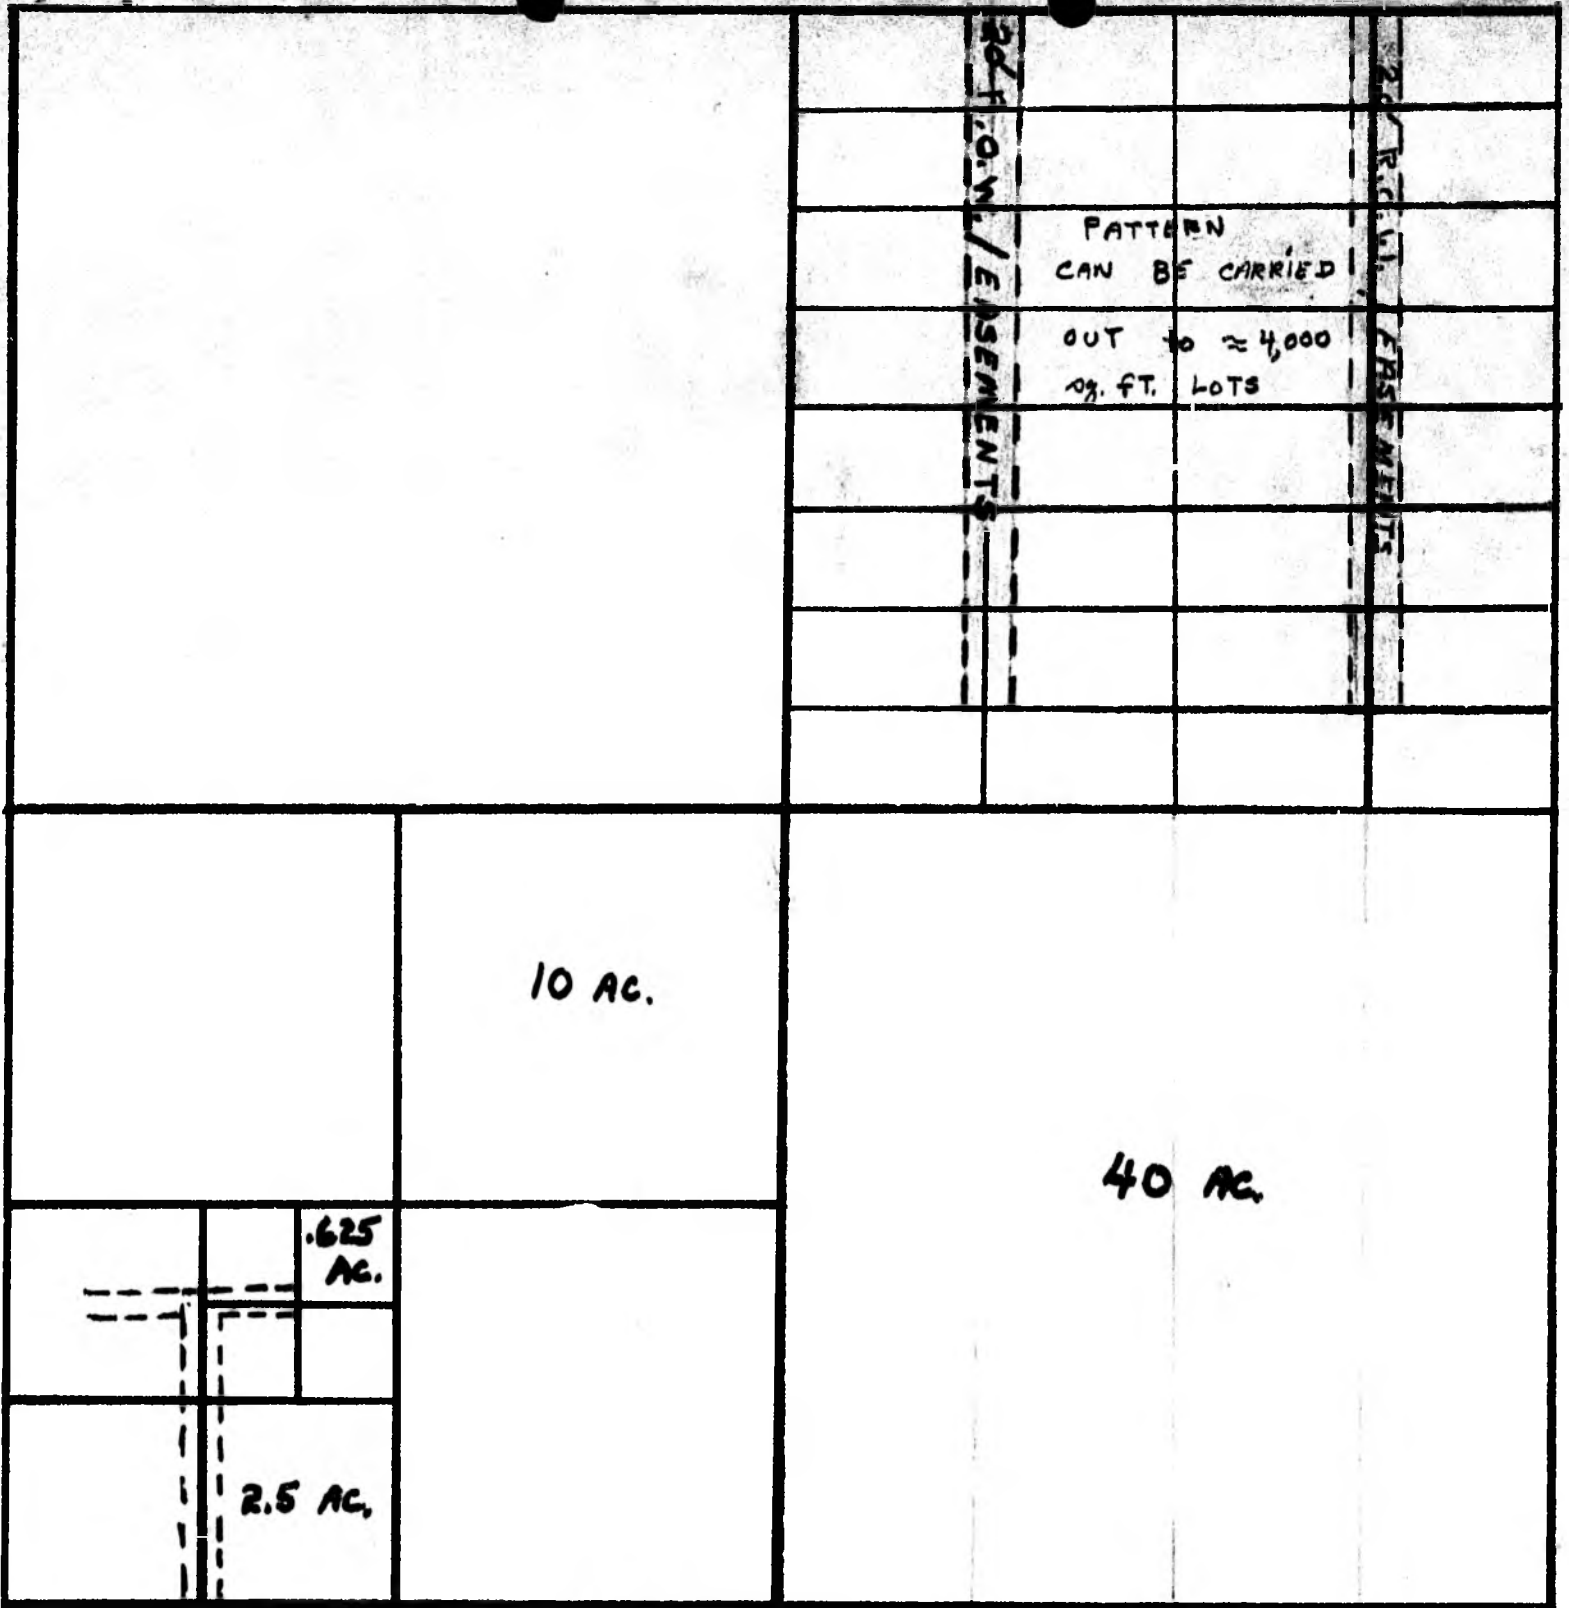 R.O.W. / EASEMENTS
R.O.W. / EASEMENTS
PATTERN
CAN BE CARRIED
OUT to ≈ 4,000
sq. FT. LOTS
10 AC.
40 AC.
.625
AC.
2.5 AC.